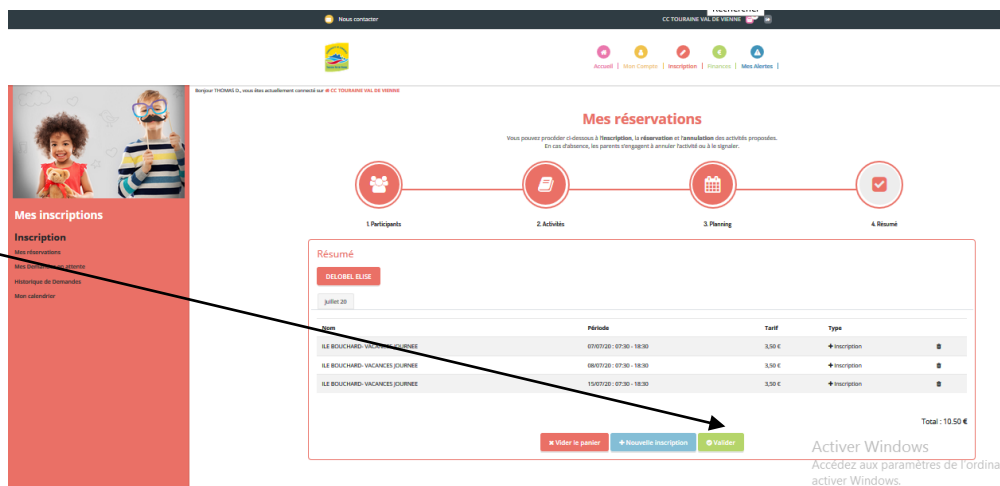 Nous contacter
CC TOURAINE VAL DE VIENNE
Accueil | Mon Compte | Inscription | Finances | Mes Alertes |
Bonjour THOMAS D., vous êtes actuellement connecté sur CC TOURAINE VAL DE VIENNE
Mes réservations
Vous pouvez procéder ci-dessous à l'inscription, la réservation et l'annulation des activités proposées.
En cas d'absence, les parents s'engagent à annuler l'activité ou à le signaler.
1. Participants
2. Activités
3. Planning
4. Résumé
Mes inscriptions
Inscription
Mes réservations
Mes Demandes en attente
Historique de Demandes
Mon calendrier
Résumé
DELOBEL ELISE
Juillet 20
Nom Période Tarif Type
ILE BOUCHARD- VACANCES JOURNEE 07/07/20 : 07:30 - 18:30 3,50 € + Inscription
ILE BOUCHARD- VACANCES JOURNEE 08/07/20 : 07:30 - 18:30 3,50 € + Inscription
ILE BOUCHARD- VACANCES JOURNEE 15/07/20 : 07:30 - 18:30 3,50 € + Inscription
Total : 10.50 €
Vider le panier
+ Nouvelle inscription
Valider
Activer Windows
Accédez aux paramètres de l'ordina
activer Windows.